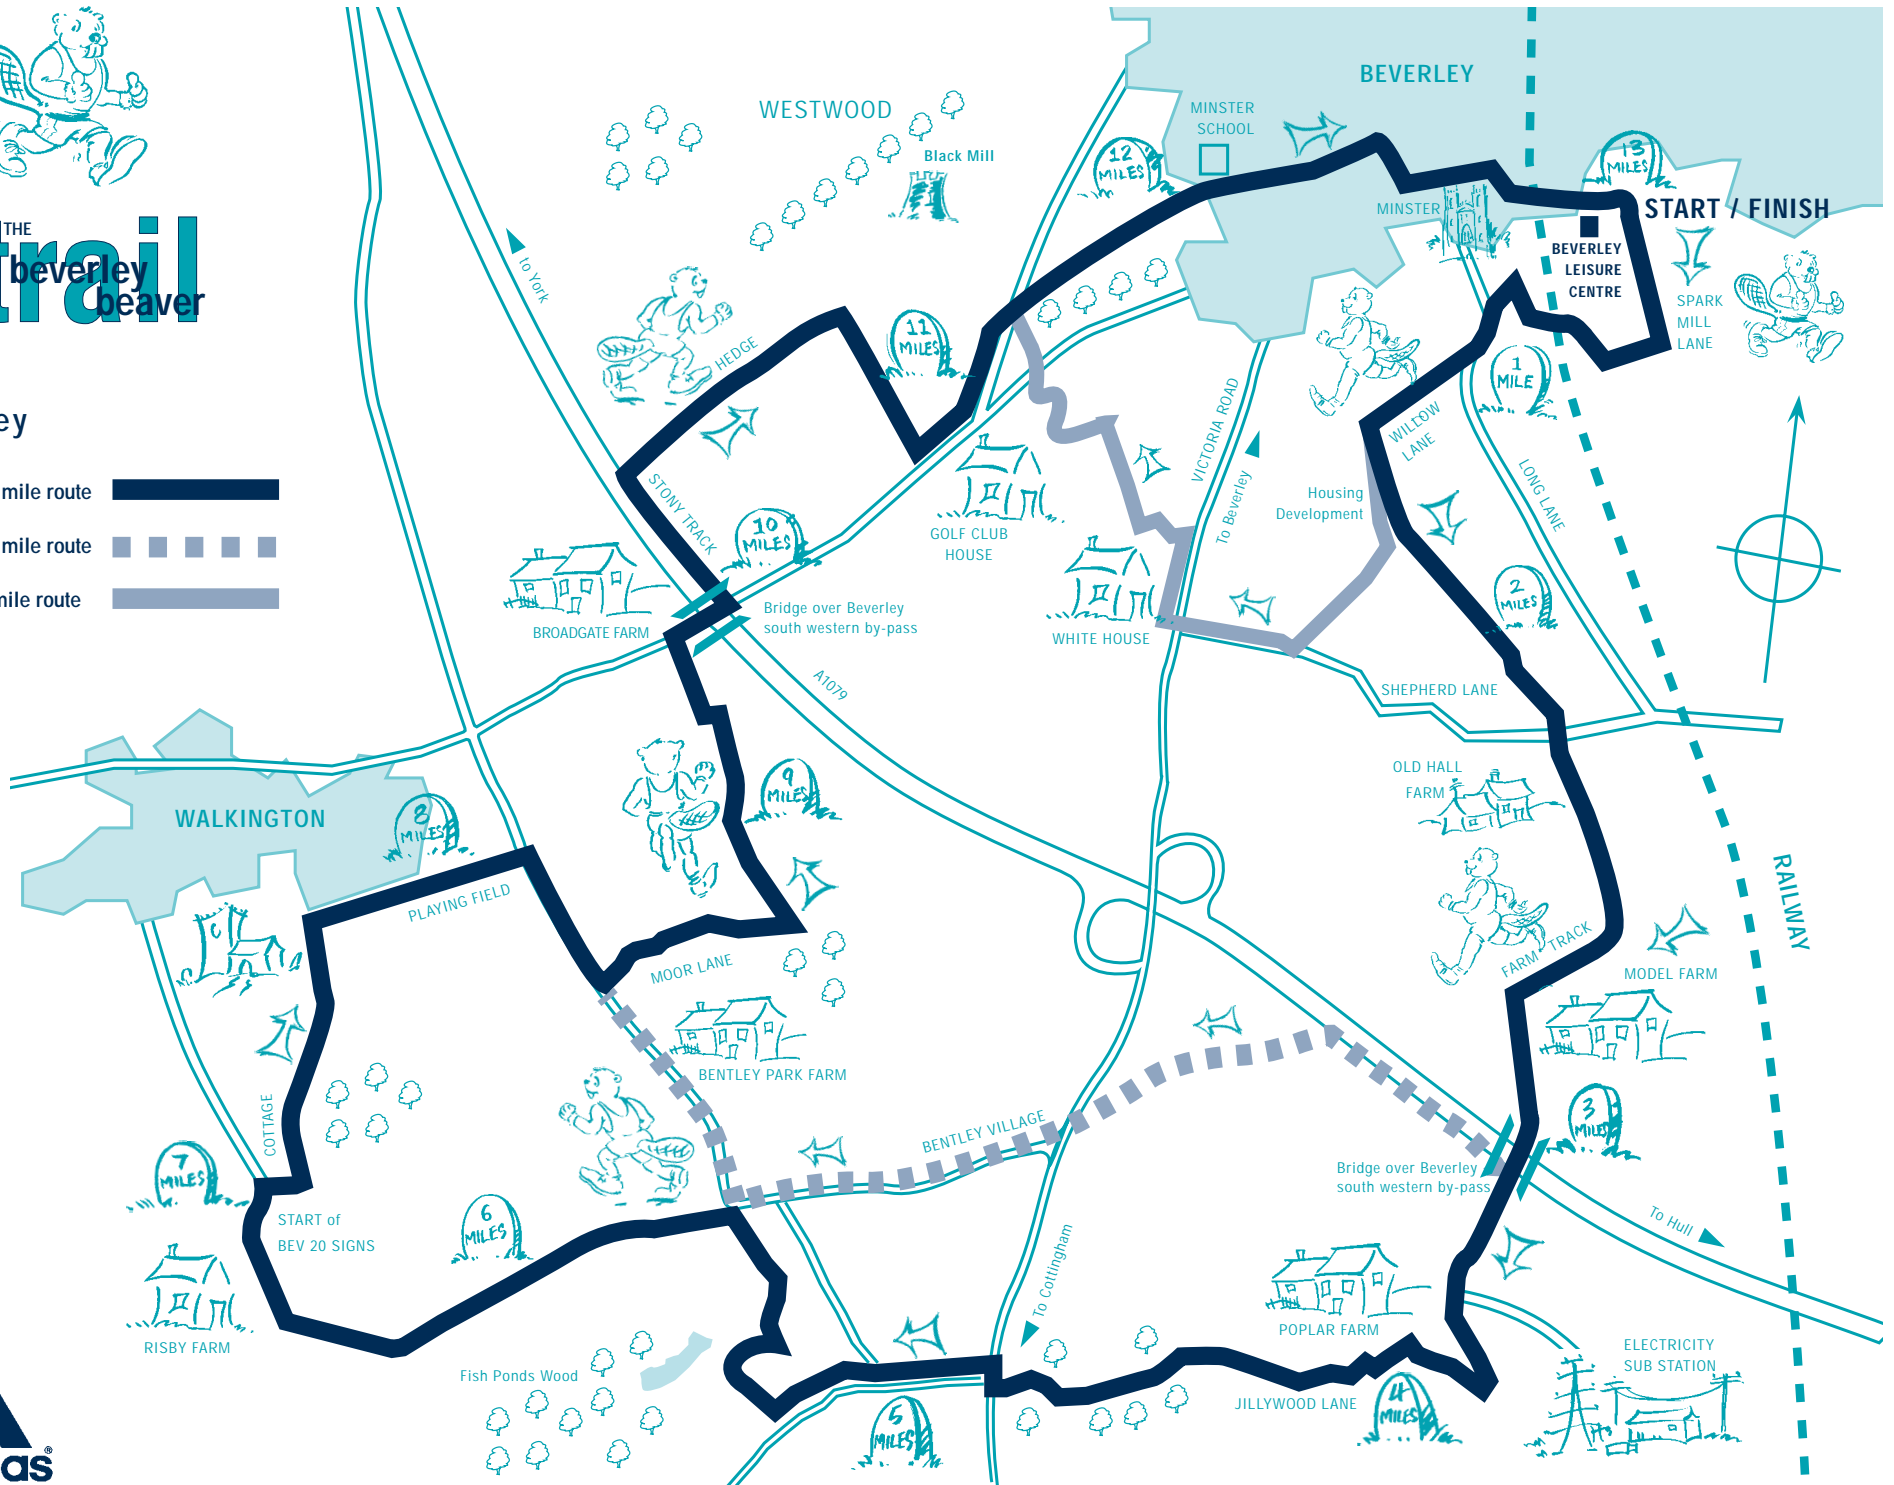 THE
trail
beverley
beaver
ey
mile route
mile route
mile route
as
®
WESTWOOD
Black Mill
BEVERLEY
MINSTER
SCHOOL
12
MILES
13
MILES
MINSTER
START / FINISH
BEVERLEY
LEISURE
CENTRE
SPARK
MILL
LANE
to York
HEDGE
11
MILES
1
MILE
WILLOW
LANE
LONG LANE
VICTORIA ROAD
To Beverley
Housing
Development
STONY TRACK
10
MILES
GOLF CLUB
HOUSE
WHITE HOUSE
2
MILES
BROADGATE FARM
Bridge over Beverley
south western by-pass
A1079
SHEPHERD LANE
OLD HALL
FARM
WALKINGTON
8
MILES
9
MILES
PLAYING FIELD
RAILWAY
FARM TRACK
MODEL FARM
MOOR LANE
BENTLEY PARK FARM
COTTAGE
BENTLEY VILLAGE
3
MILES
7
MILES
Bridge over Beverley
south western by-pass
START of
BEV 20 SIGNS
6
MILES
To Hull
To Cottingham
RISBY FARM
POPLAR FARM
ELECTRICITY
SUB STATION
Fish Ponds Wood
JILLYWOOD LANE
4
MILES
5
MILES